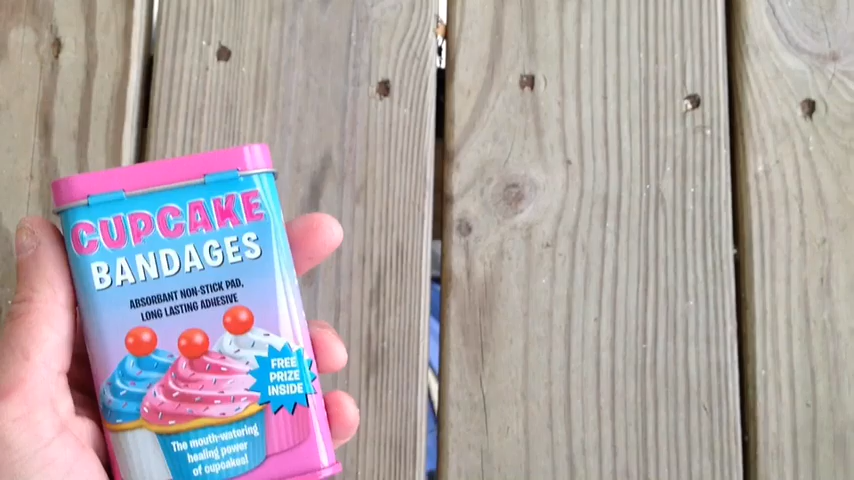 CUPCAKE
BANDAGES
ABSORBANT NON-STICK PAD,
LONG LASTING ADHESIVE
FREE
PRIZE
INSIDE
The mouth-watering
healing power
of cupcakes!